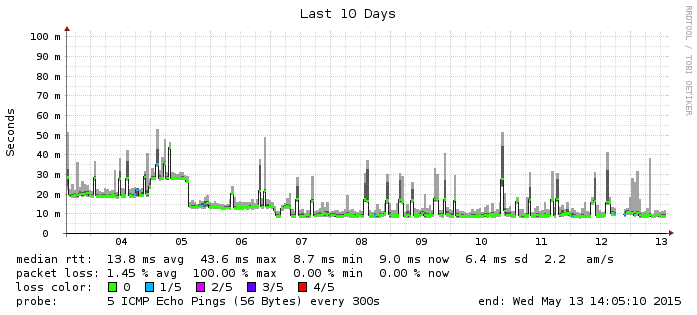 Last 10 Days
RRDTOOL / TOBI OETIKER
Seconds
100 m
90 m
80 m
70 m
60 m
50 m
40 m
30 m
20 m
10 m
0
04 05 06 07 08 09 10 11 12 13
median rtt: 13.8 ms avg 43.6 ms max 8.7 ms min 9.0 ms now 6.4 ms sd 2.2 am/s
packet loss: 1.45 % avg 100.00 % max 0.00 % min 0.00 % now
loss color: 0 1/5 2/5 3/5 4/5
probe: 5 ICMP Echo Pings (56 Bytes) every 300s end: Wed May 13 14:05:10 2015